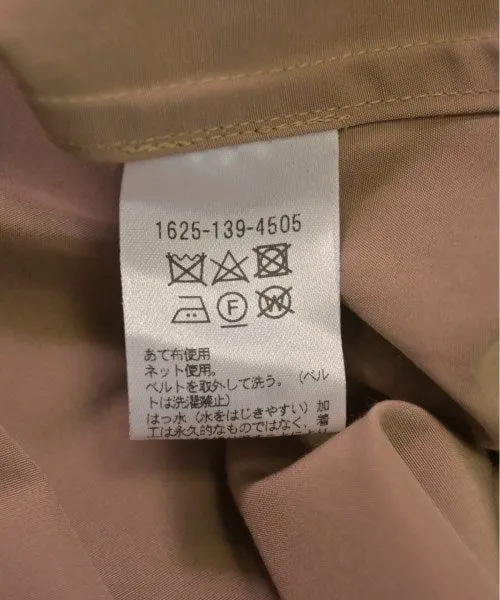 1625-139-4505
F W
あて布使用
ネット使用。
ベルトを取外して洗う。(ベル
トは洗濯禁止)
はっ水(水をはじきやすい)加
工は永久的なものではなく、着